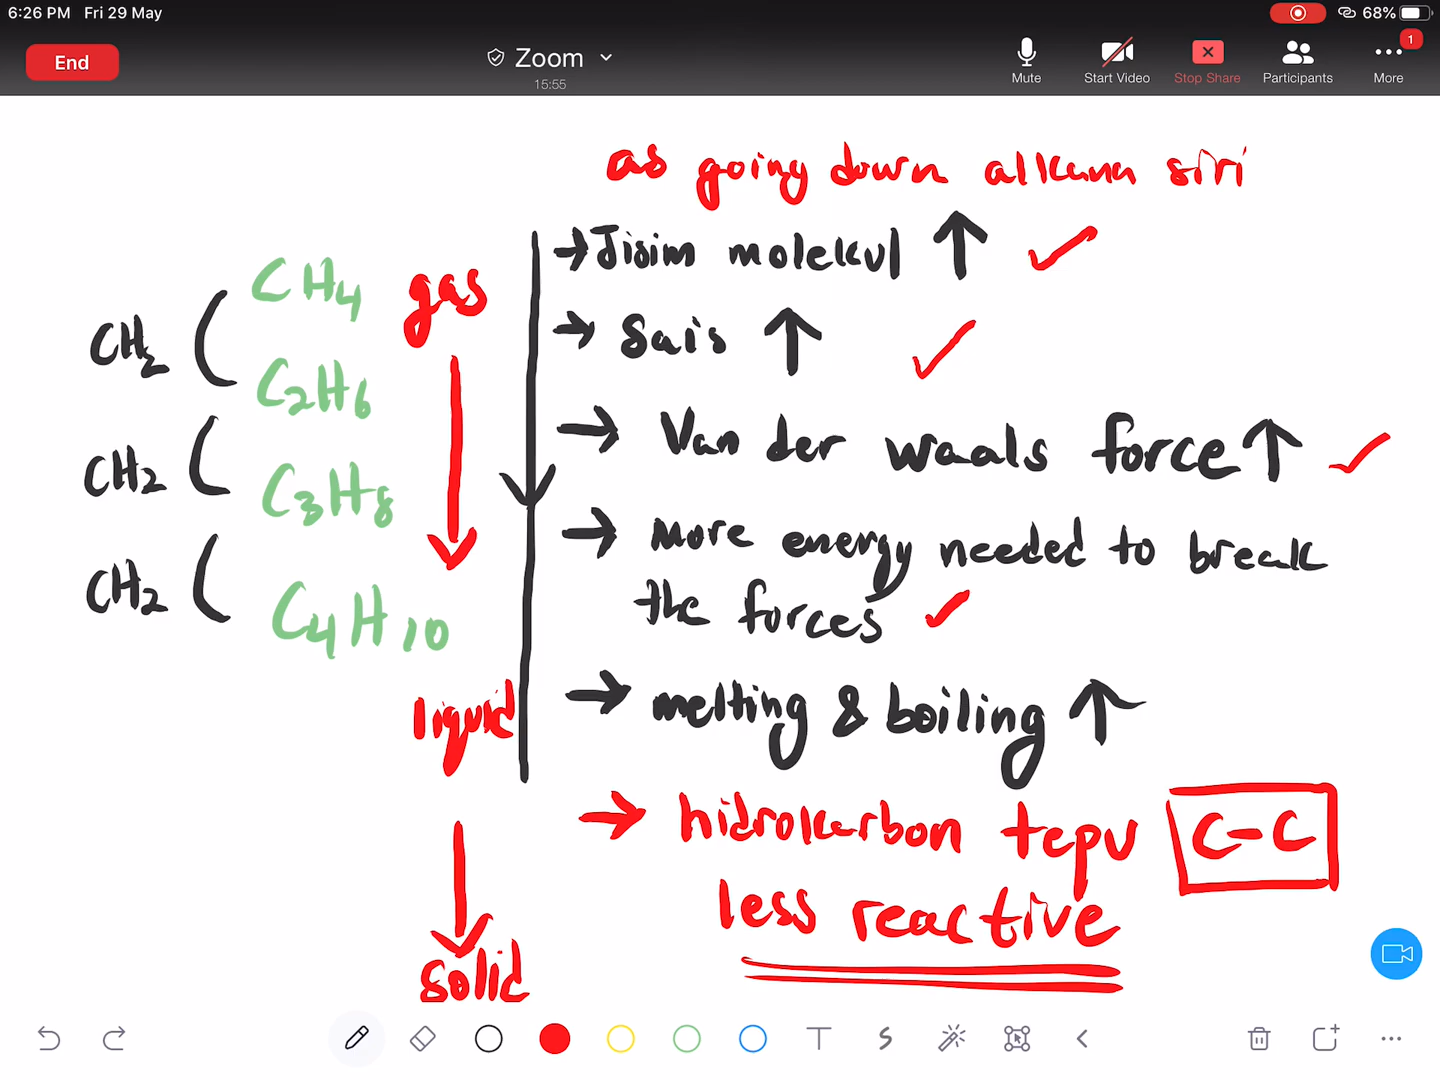 6:26 PM Fri 29 May
68%
End
Zoom
15:55
Mute
Start Video
Stop Share
Participants
More
1
as going down alkana siri
→ Jisim molekul ↑ ✓
CH4 gas
CH2
→ Sais ↑ ✓
C2H6
→ Van der waals force ↑ ✓
CH2
C3H8
→ more energy needed to break
the forces ✓
CH2
C4H10
→ melting & boiling ↑
liquid
→ hidrokarbon tepu C-C
less reactive
solid
T